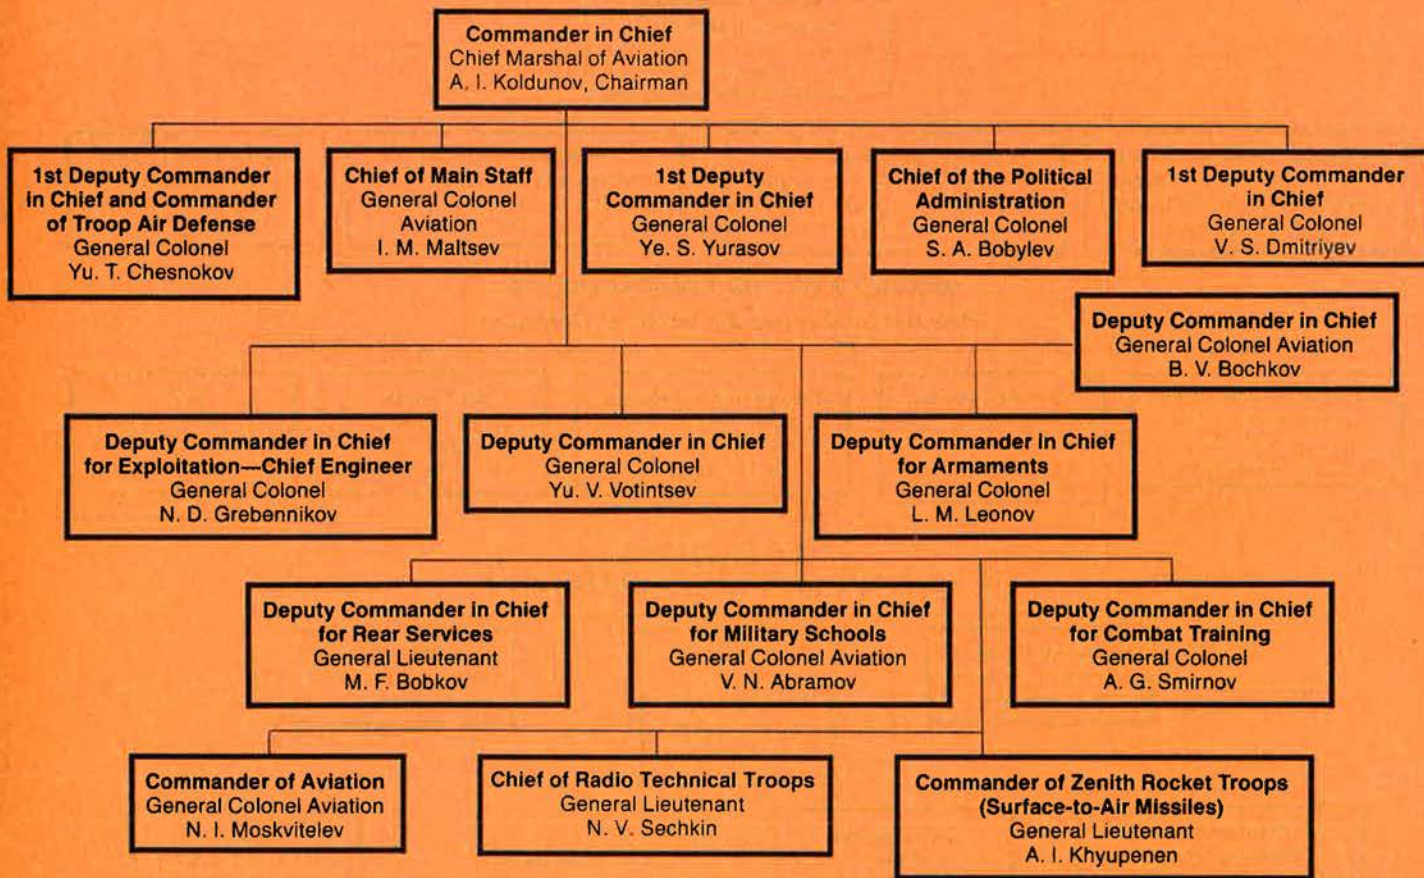 Commander in Chief
Chief Marshal of Aviation
A. I. Koldunov, Chairman
1st Deputy Commander
in Chief and Commander
of Troop Air Defense
General Colonel
Yu. T. Chesnokov
Chief of Main Staff
General Colonel
Aviation
I. M. Maltsev
1st Deputy
Commander in Chief
General Colonel
Ye. S. Yurasov
Chief of the Political
Administration
General Colonel
S. A. Bobylev
1st Deputy Commander
in Chief
General Colonel
V. S. Dmitriyev
Deputy Commander in Chief
General Colonel Aviation
B. V. Bochkov
Deputy Commander in Chief
for Exploitation—Chief Engineer
General Colonel
N. D. Grebennikov
Deputy Commander in Chief
General Colonel
Yu. V. Votintsev
Deputy Commander in Chief
for Armaments
General Colonel
L. M. Leonov
Deputy Commander in Chief
for Rear Services
General Lieutenant
M. F. Bobkov
Deputy Commander in Chief
for Military Schools
General Colonel Aviation
V. N. Abramov
Deputy Commander in Chief
for Combat Training
General Colonel
A. G. Smirnov
Commander of Aviation
General Colonel Aviation
N. I. Moskvitelev
Chief of Radio Technical Troops
General Lieutenant
N. V. Sechkin
Commander of Zenith Rocket Troops
(Surface-to-Air Missiles)
General Lieutenant
A. I. Khyupenen